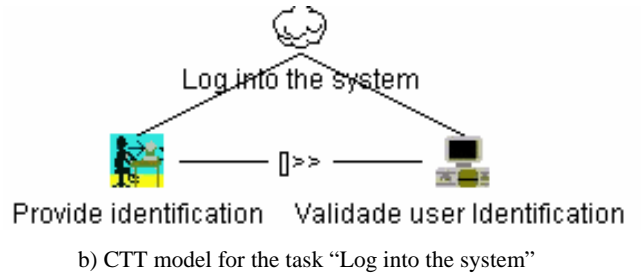 Log into the system
[]>>
Provide identification Validade user Identification
b) CTT model for the task “Log into the system”